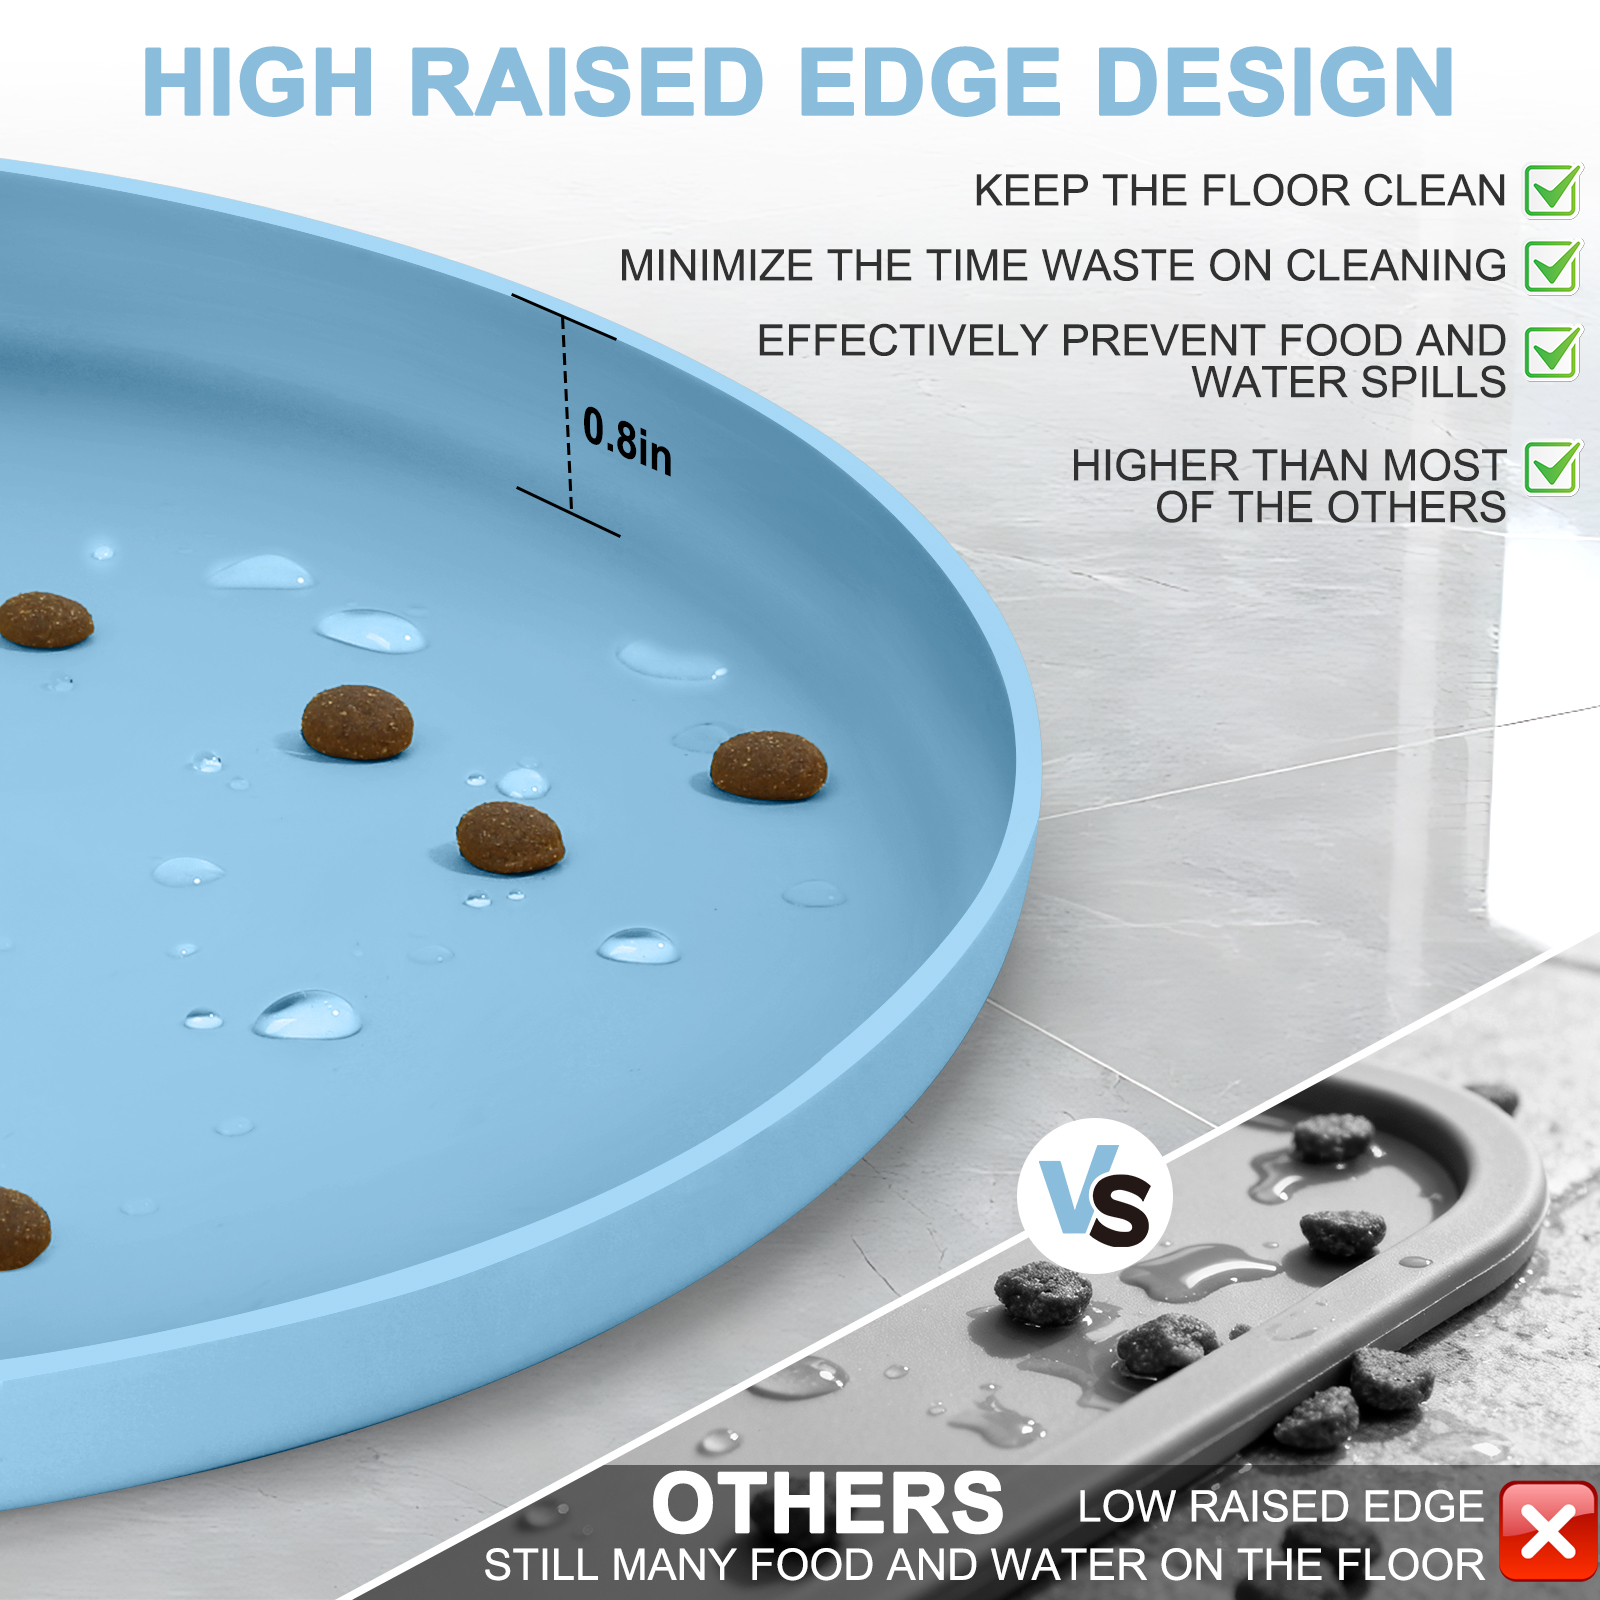 HIGH RAISED EDGE DESIGN
KEEP THE FLOOR CLEAN
MINIMIZE THE TIME WASTE ON CLEANING
EFFECTIVELY PREVENT FOOD AND
WATER SPILLS
HIGHER THAN MOST
OF THE OTHERS
0.8in
VS
OTHERS
LOW RAISED EDGE
STILL MANY FOOD AND WATER ON THE FLOOR